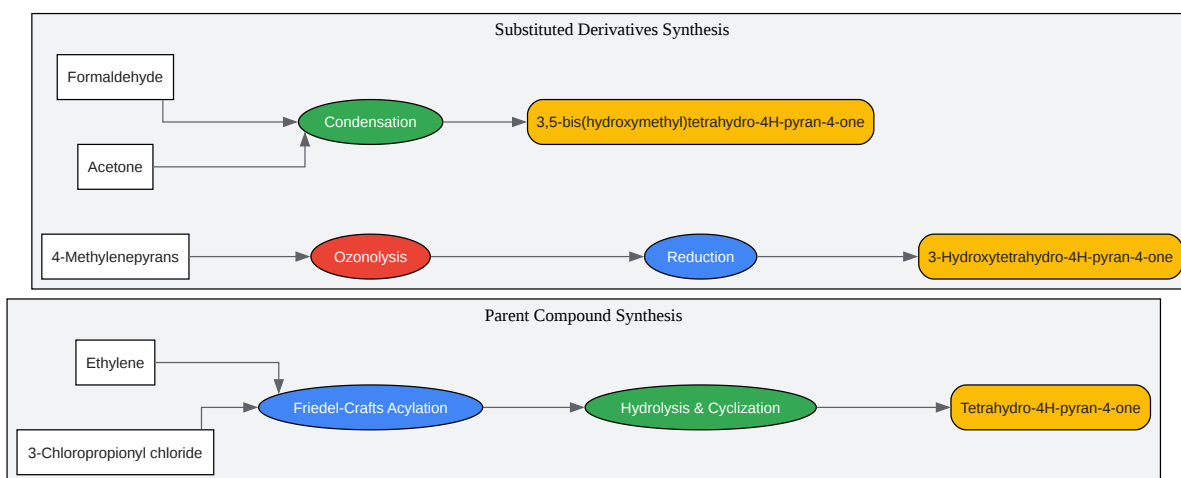 Substituted Derivatives Synthesis
Formaldehyde
Condensation
3,5-bis(hydroxymethyl)tetrahydro-4H-pyran-4-one
Acetone
4-Methylenepyrans
Ozonolysis
Reduction
3-Hydroxytetrahydro-4H-pyran-4-one
Parent Compound Synthesis
Ethylene
Friedel-Crafts Acylation
Hydrolysis & Cyclization
Tetrahydro-4H-pyran-4-one
3-Chloropropionyl chloride